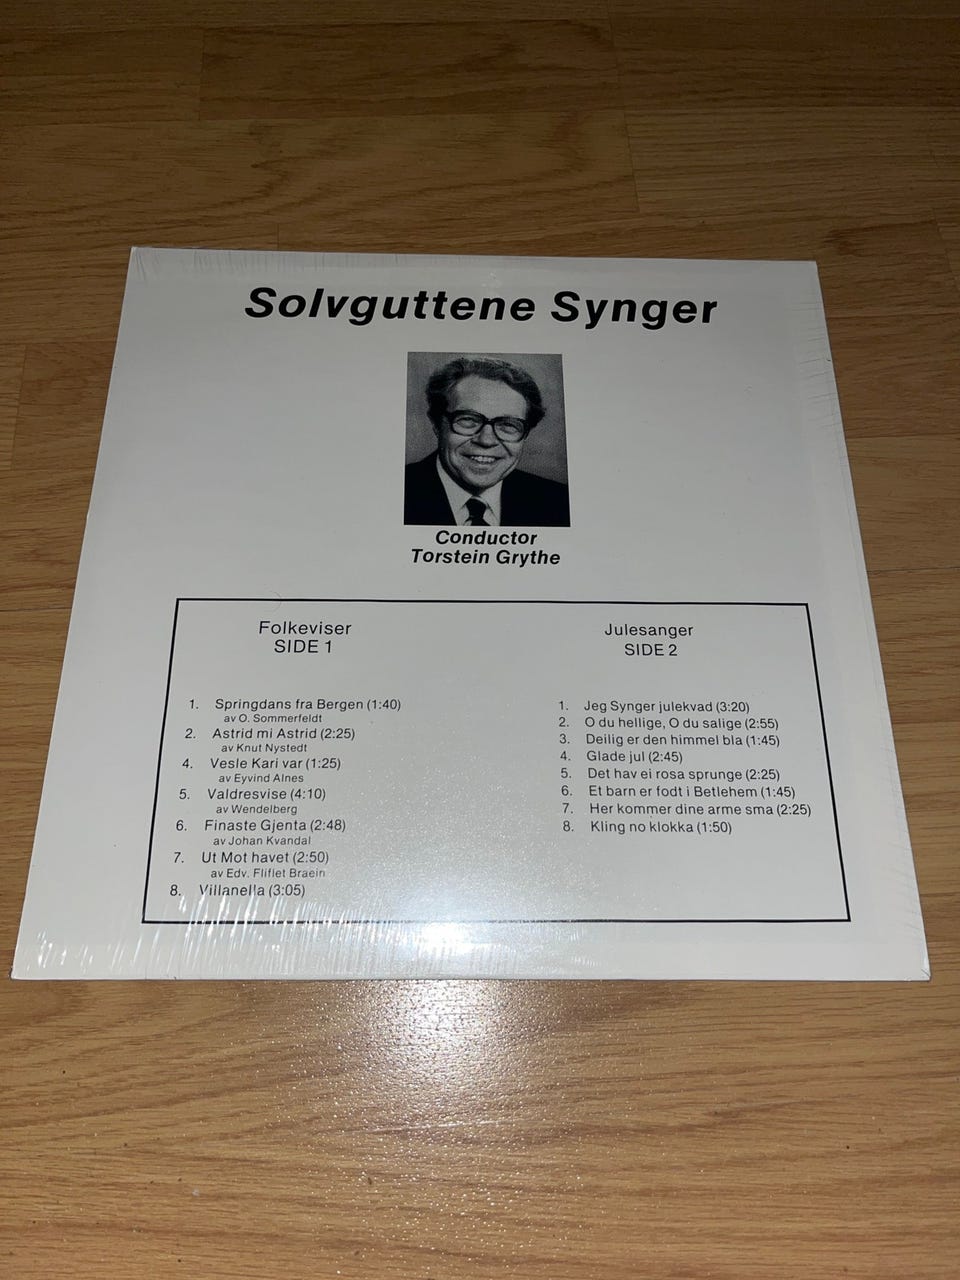 Solvguttene Synger
Conductor
Torstein Grythe
Folkeviser
SIDE 1
1. Springdans fra Bergen (1:40)
av O. Sommerfeldt
2. Astrid mi Astrid (2:25)
av Knut Nystedt
4. Vesle Kari var (1:25)
av Eyvind Alnes
5. Valdresvise (4:10)
av Wendelberg
6. Finaste Gjenta (2:48)
av Johan Kvandal
7. Ut Mot havet (2:50)
av Edv. Fliflet Braein
8. Villanella (3:05)
Julesanger
SIDE 2
1. Jeg Synger julekvad (3:20)
2. O du hellige, O du salige (2:55)
3. Deilig er den himmel bla (1:45)
4. Glade jul (2:45)
5. Det hav ei rosa sprunge (2:25)
6. Et barn er fodt i Betlehem (1:45)
7. Her kommer dine arme sma (2:25)
8. Kling no klokka (1:50)